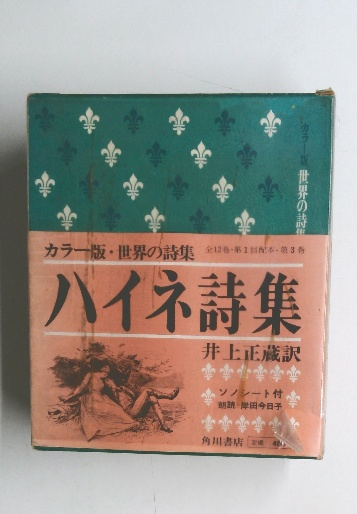 カラー版 世界の詩集
カラー版・世界の詩集
全12巻・第1回配本・第3巻
ハイネ詩集
井上正蔵訳
ソノシート付
朗読 岸田今日子
角川書店
定価